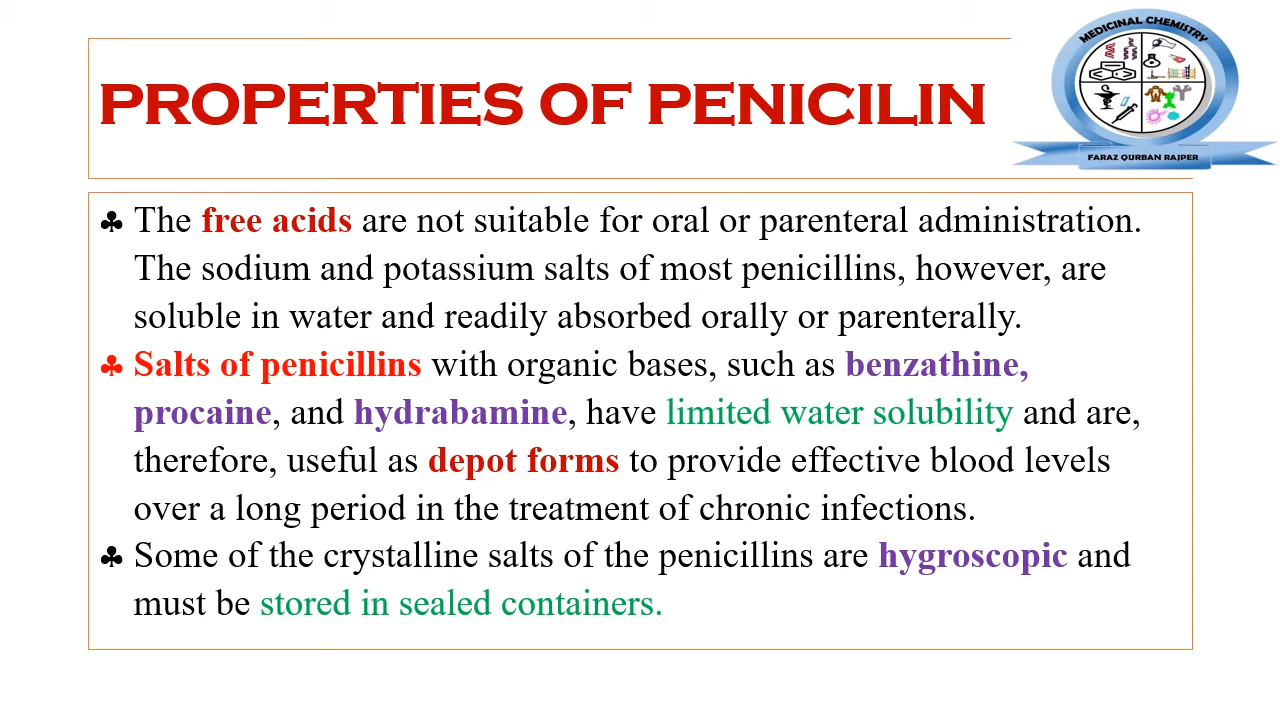 MEDICINAL CHEMISTRY
PROPERTIES OF PENICILIN
FARAZ QURBAN RAJPER
♣ The free acids are not suitable for oral or parenteral administration.
The sodium and potassium salts of most penicillins, however, are
soluble in water and readily absorbed orally or parenterally.
♣ Salts of penicillins with organic bases, such as benzathine,
procaine, and hydrabamine, have limited water solubility and are,
therefore, useful as depot forms to provide effective blood levels
over a long period in the treatment of chronic infections.
♣ Some of the crystalline salts of the penicillins are hygroscopic and
must be stored in sealed containers.